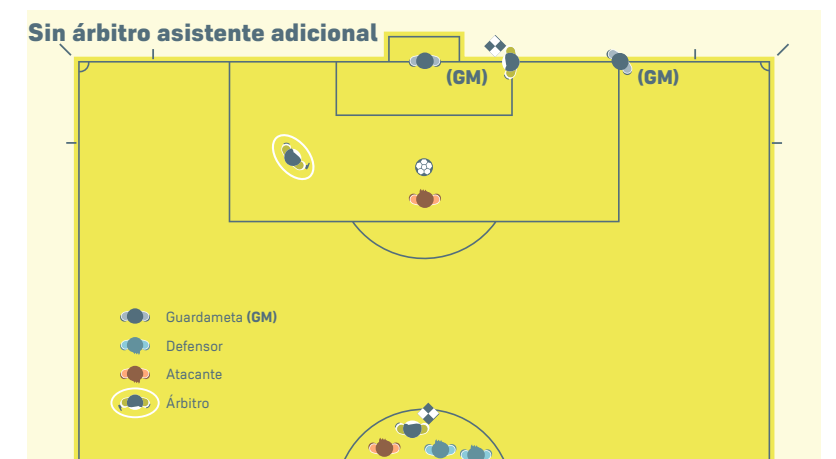 Sin árbitro asistente adicional
(GM)
(GM)
Guardameta (GM)
Defensor
Atacante
Árbitro